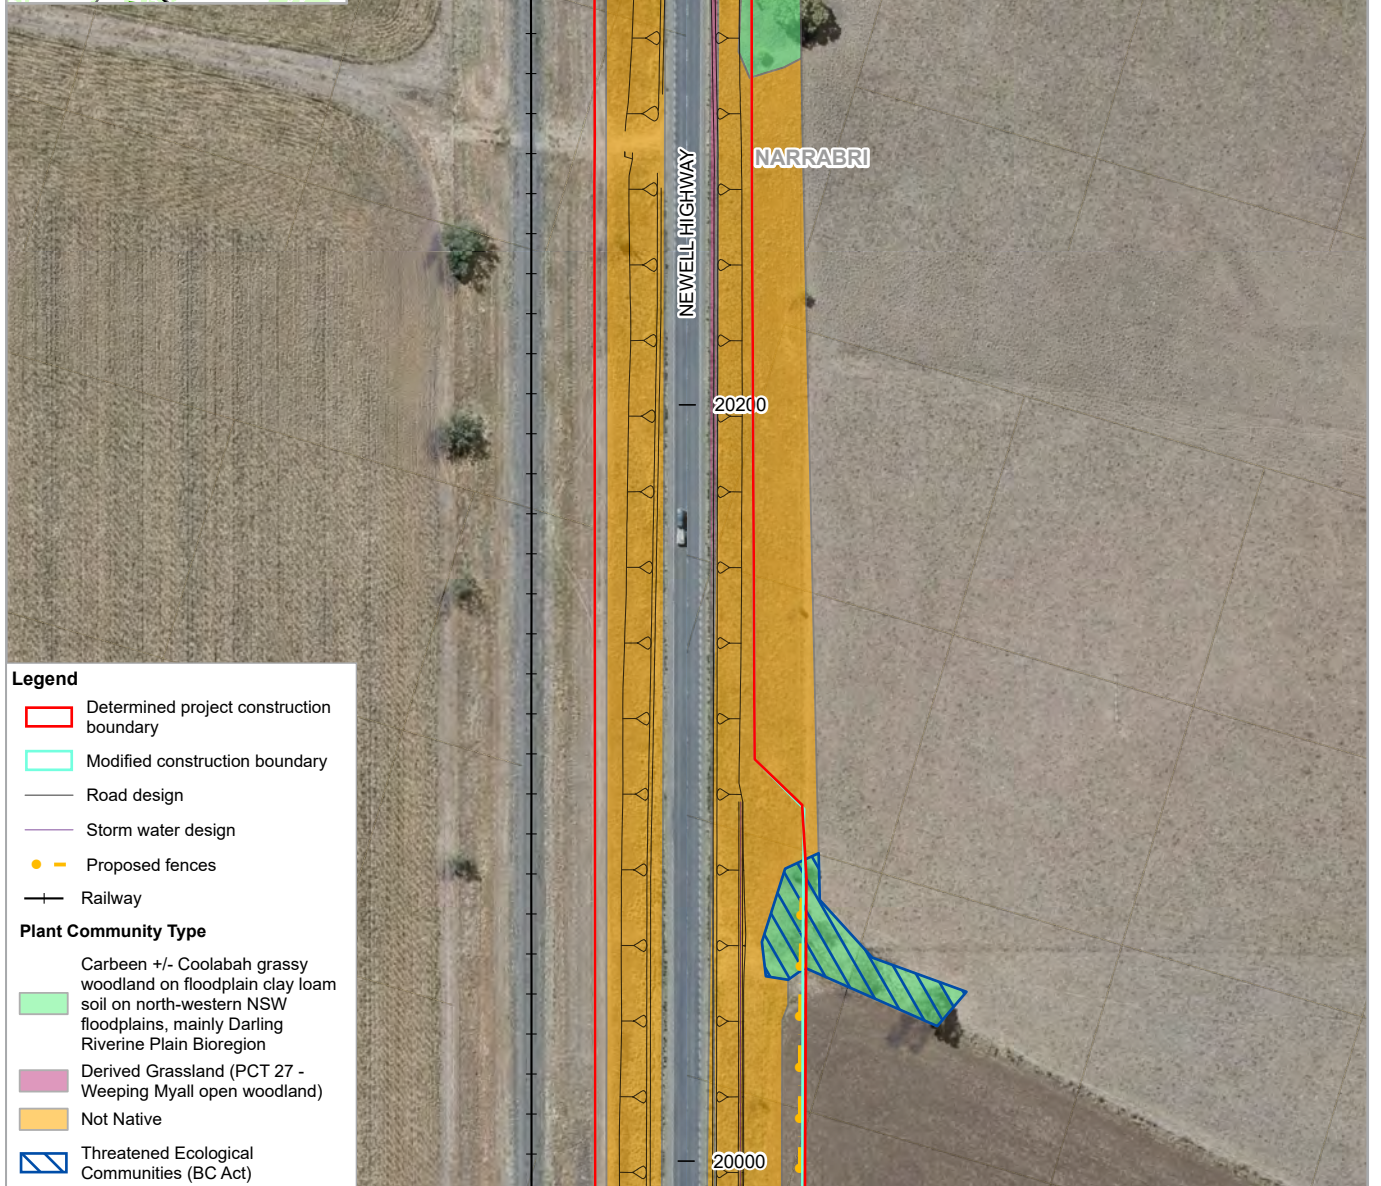 NARRABRI
NEWELL HIGHWAY
20200
20000
Legend
Determined project construction
boundary
Modified construction boundary
Road design
Storm water design
Proposed fences
Railway
Plant Community Type
Carbeen +/- Coolabah grassy
woodland on floodplain clay loam
soil on north-western NSW
floodplains, mainly Darling
Riverine Plain Bioregion
Derived Grassland (PCT 27 -
Weeping Myall open woodland)
Not Native
Threatened Ecological
Communities (BC Act)